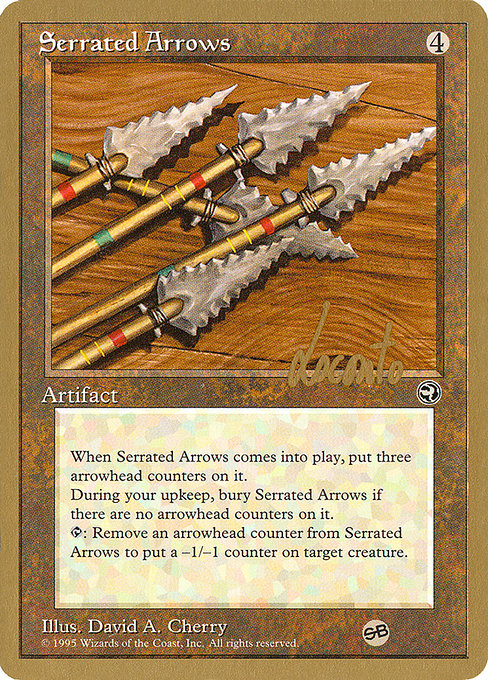 Serrated Arrows 4
loconto
Artifact
When Serrated Arrows comes into play, put three
arrowhead counters on it.
During your upkeep, bury Serrated Arrows if
there are no arrowhead counters on it.
: Remove an arrowhead counter from Serrated
Arrows to put a –1/–1 counter on target creature.
Illus. David A. Cherry
SB
© 1995 Wizards of the Coast, Inc. All rights reserved.